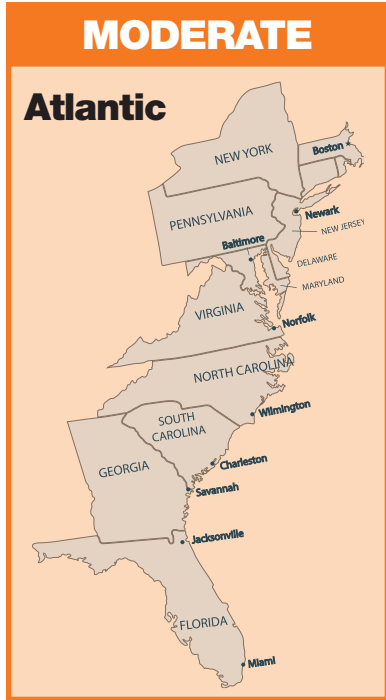 MODERATE
Atlantic
NEW YORK
Boston
PENNSYLVANIA
Newark
NEW JERSEY
Baltimore
DELAWARE
MARYLAND
VIRGINIA
Norfolk
NORTH CAROLINA
Wilmington
SOUTH
CAROLINA
Charleston
GEORGIA
Savannah
Jacksonville
FLORIDA
Miami